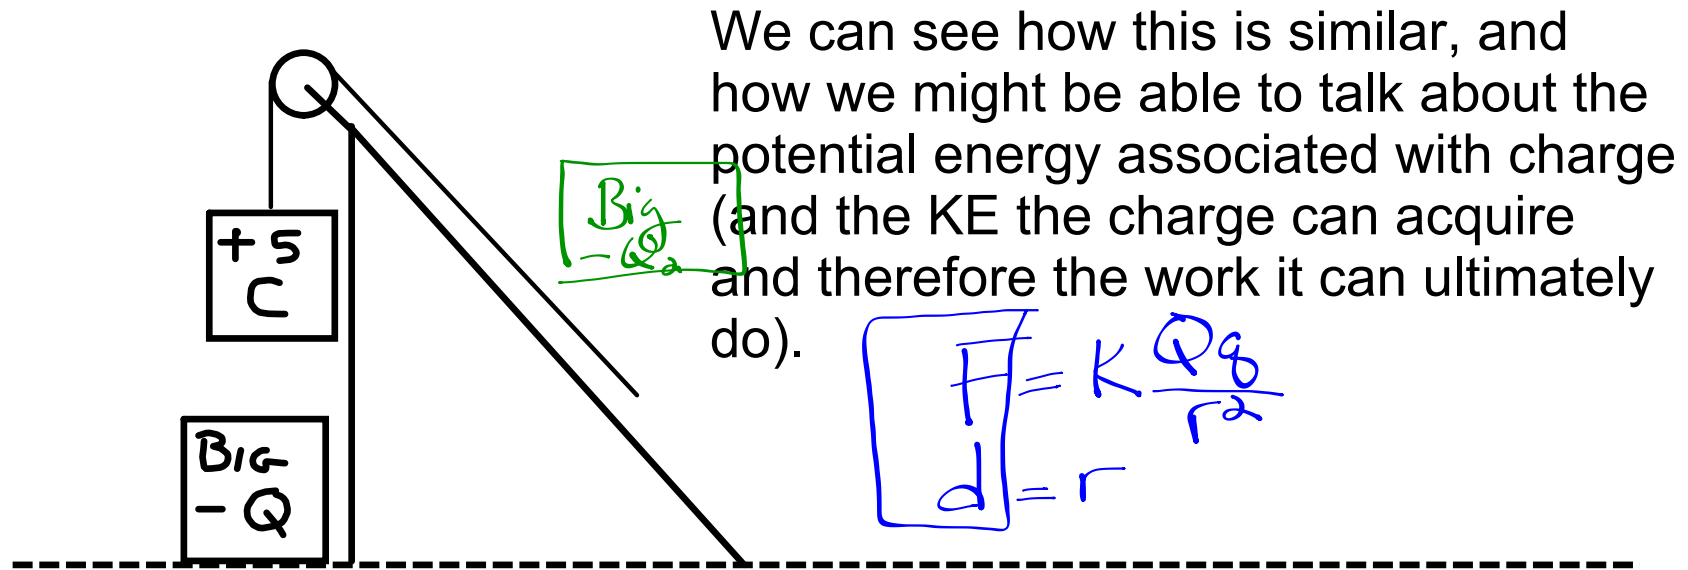 We can see how this is similar, and
how we might be able to talk about the
potential energy associated with charge
(and the KE the charge can acquire
and therefore the work it can ultimately
do).
+5
C
BIG
- Q
Big
- Q₂
F = K Qq/r²
d = r